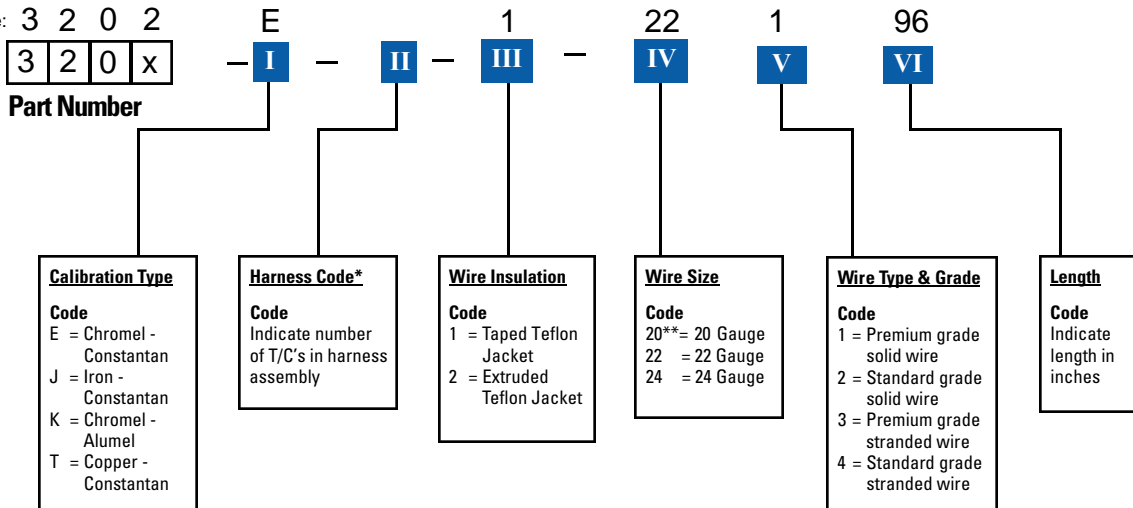 e: 3 2 0 2 E 1 22 1 96
3 2 0 x – I – II – III – IV V VI
Part Number
Calibration Type
Code
E = Chromel -
Constantan
J = Iron -
Constantan
K = Chromel -
Alumel
T = Copper -
Constantan
Harness Code*
Code
Indicate number
of T/C's in harness
assembly
Wire Insulation
Code
1 = Taped Teflon
Jacket
2 = Extruded
Teflon Jacket
Wire Size
Code
20**= 20 Gauge
22 = 22 Gauge
24 = 24 Gauge
Wire Type & Grade
Code
1 = Premium grade
solid wire
2 = Standard grade
solid wire
3 = Premium grade
stranded wire
4 = Standard grade
stranded wire
Length
Code
Indicate
length in
inches